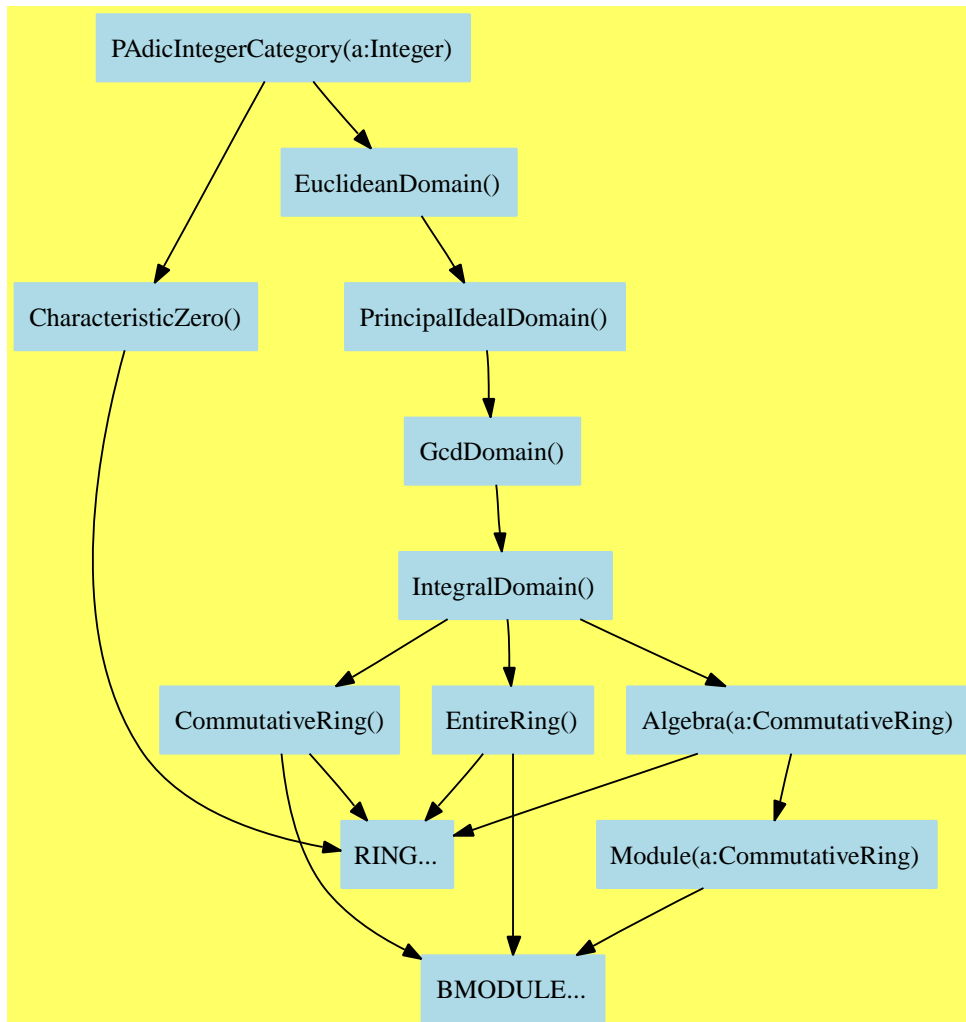 PAdicIntegerCategory(a:Integer)
EuclideanDomain()
CharacteristicZero()
PrincipalIdealDomain()
GcdDomain()
IntegralDomain()
CommutativeRing()
EntireRing()
Algebra(a:CommutativeRing)
RING...
Module(a:CommutativeRing)
BMODULE...